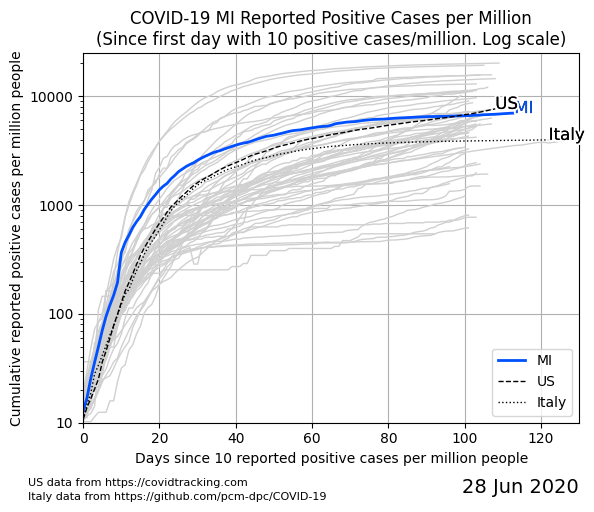 COVID-19 MI Reported Positive Cases per Million
(Since first day with 10 positive cases/million. Log scale)
Cumulative reported positive cases per million people
10000
1000
100
10
US
MI
Italy
MI
US
Italy
0
20
40
60
80
100
120
Days since 10 reported positive cases per million people
US data from https://covidtracking.com
Italy data from https://github.com/pcm-dpc/COVID-19
28 Jun 2020